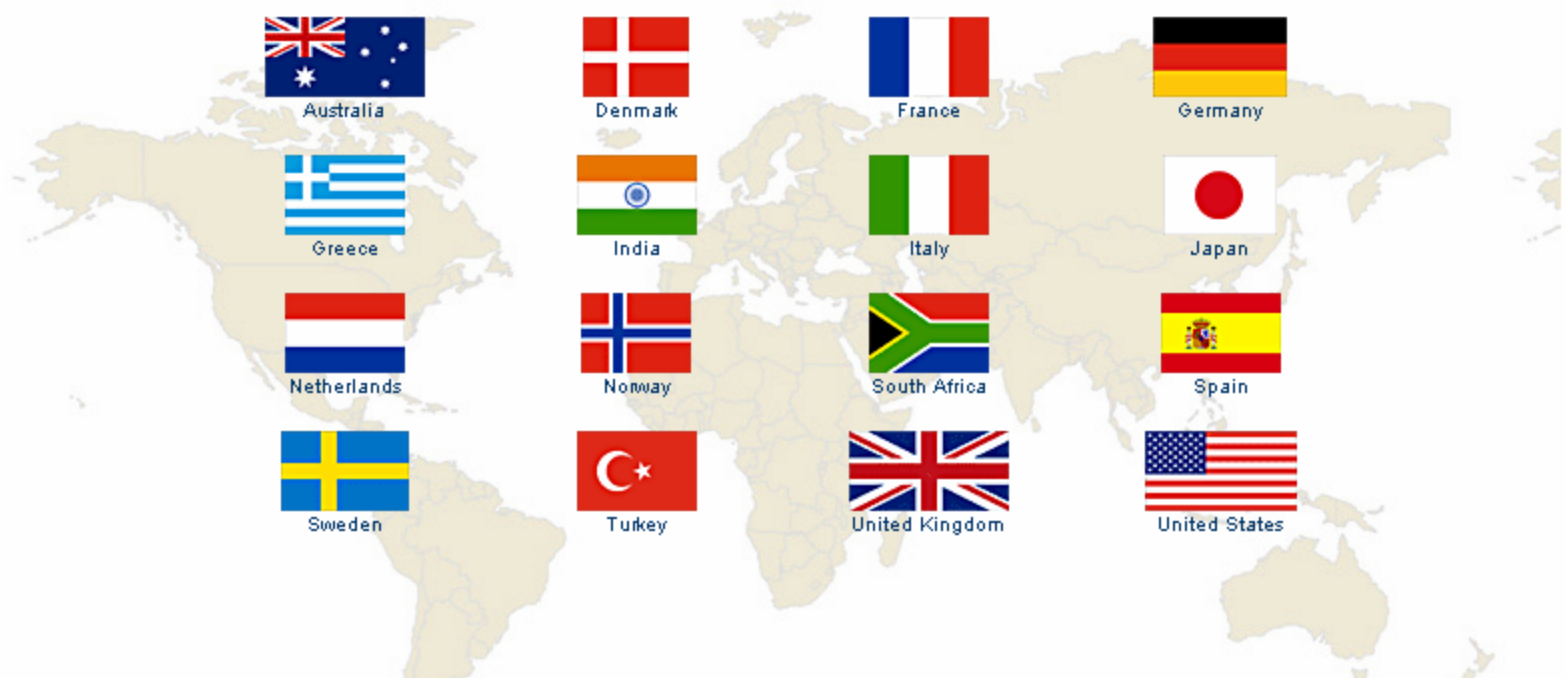 Australia
Denmark
France
Germany
Greece
India
Italy
Japan
Netherlands
Norway
South Africa
Spain
Sweden
Turkey
United Kingdom
United States